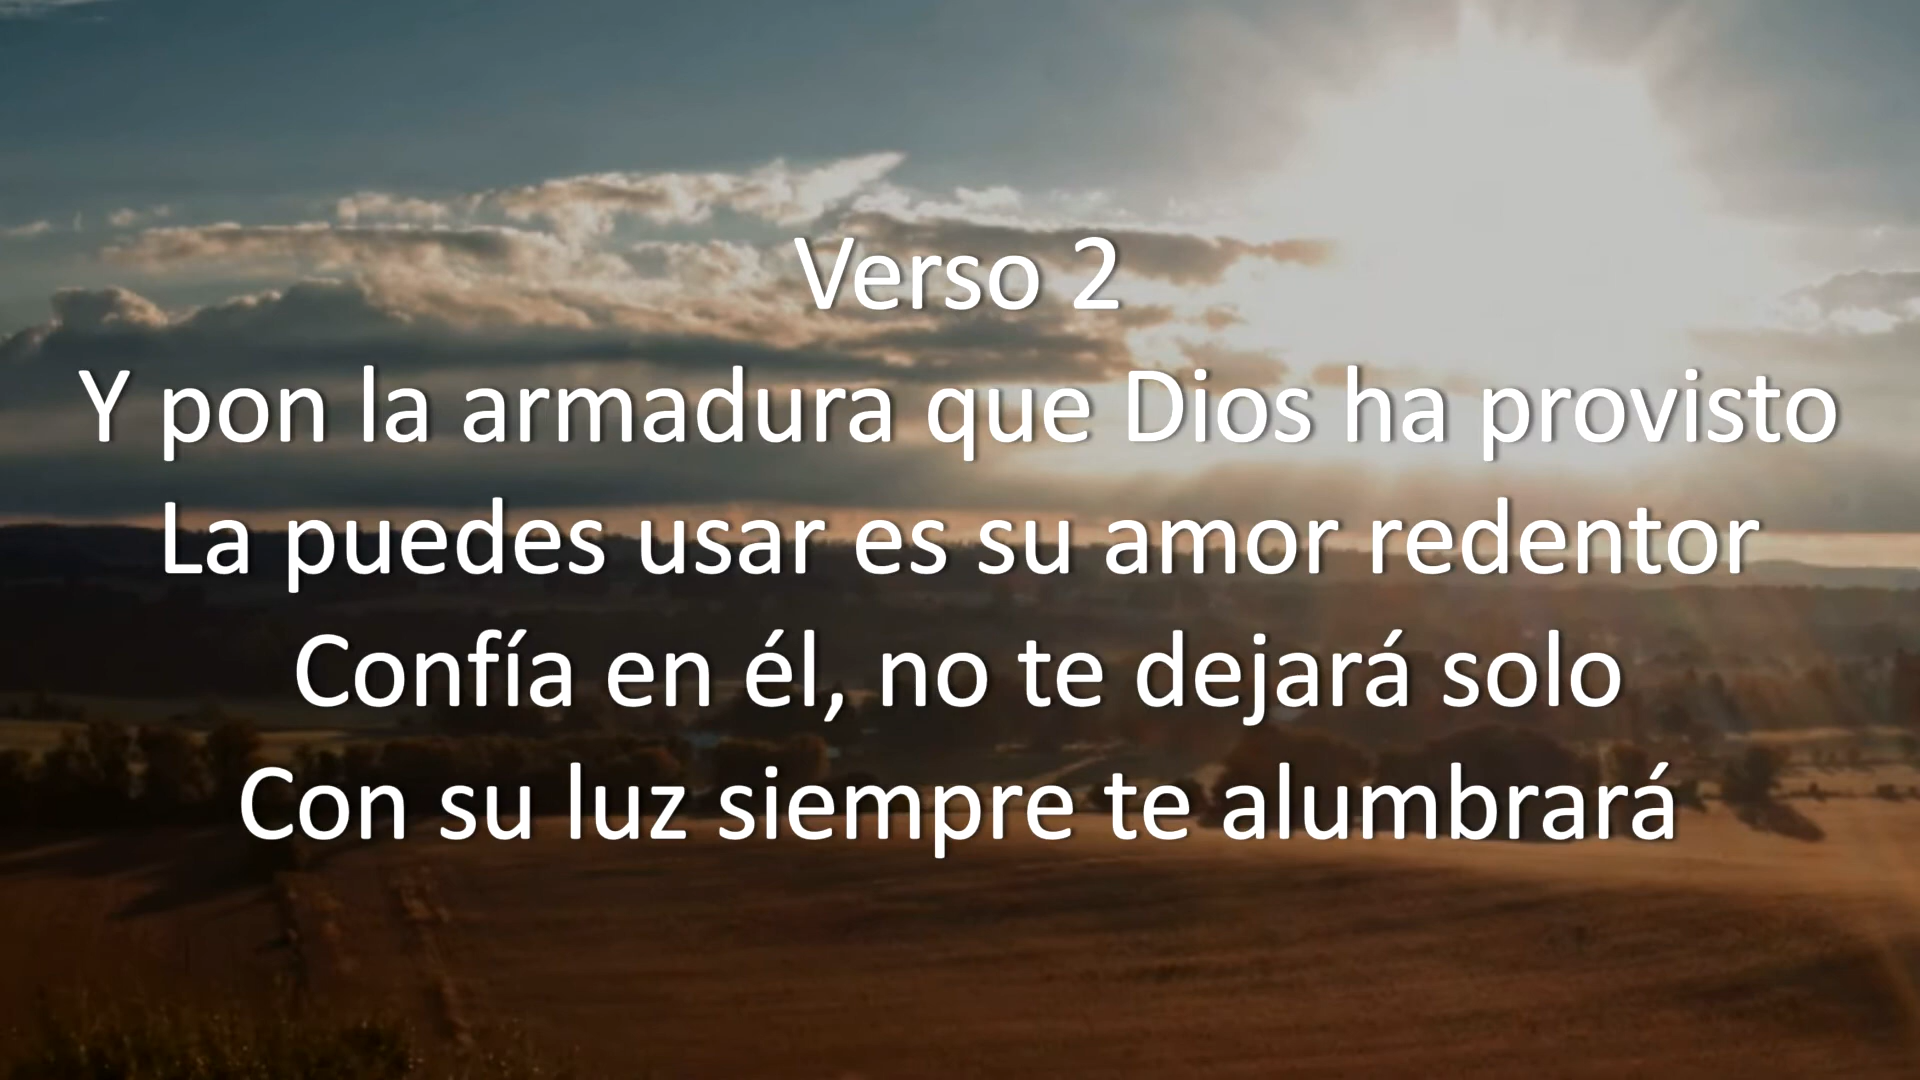 Verso 2
Y pon la armadura que Dios ha provisto
La puedes usar es su amor redentor
Confía en él, no te dejará solo
Con su luz siempre te alumbrará